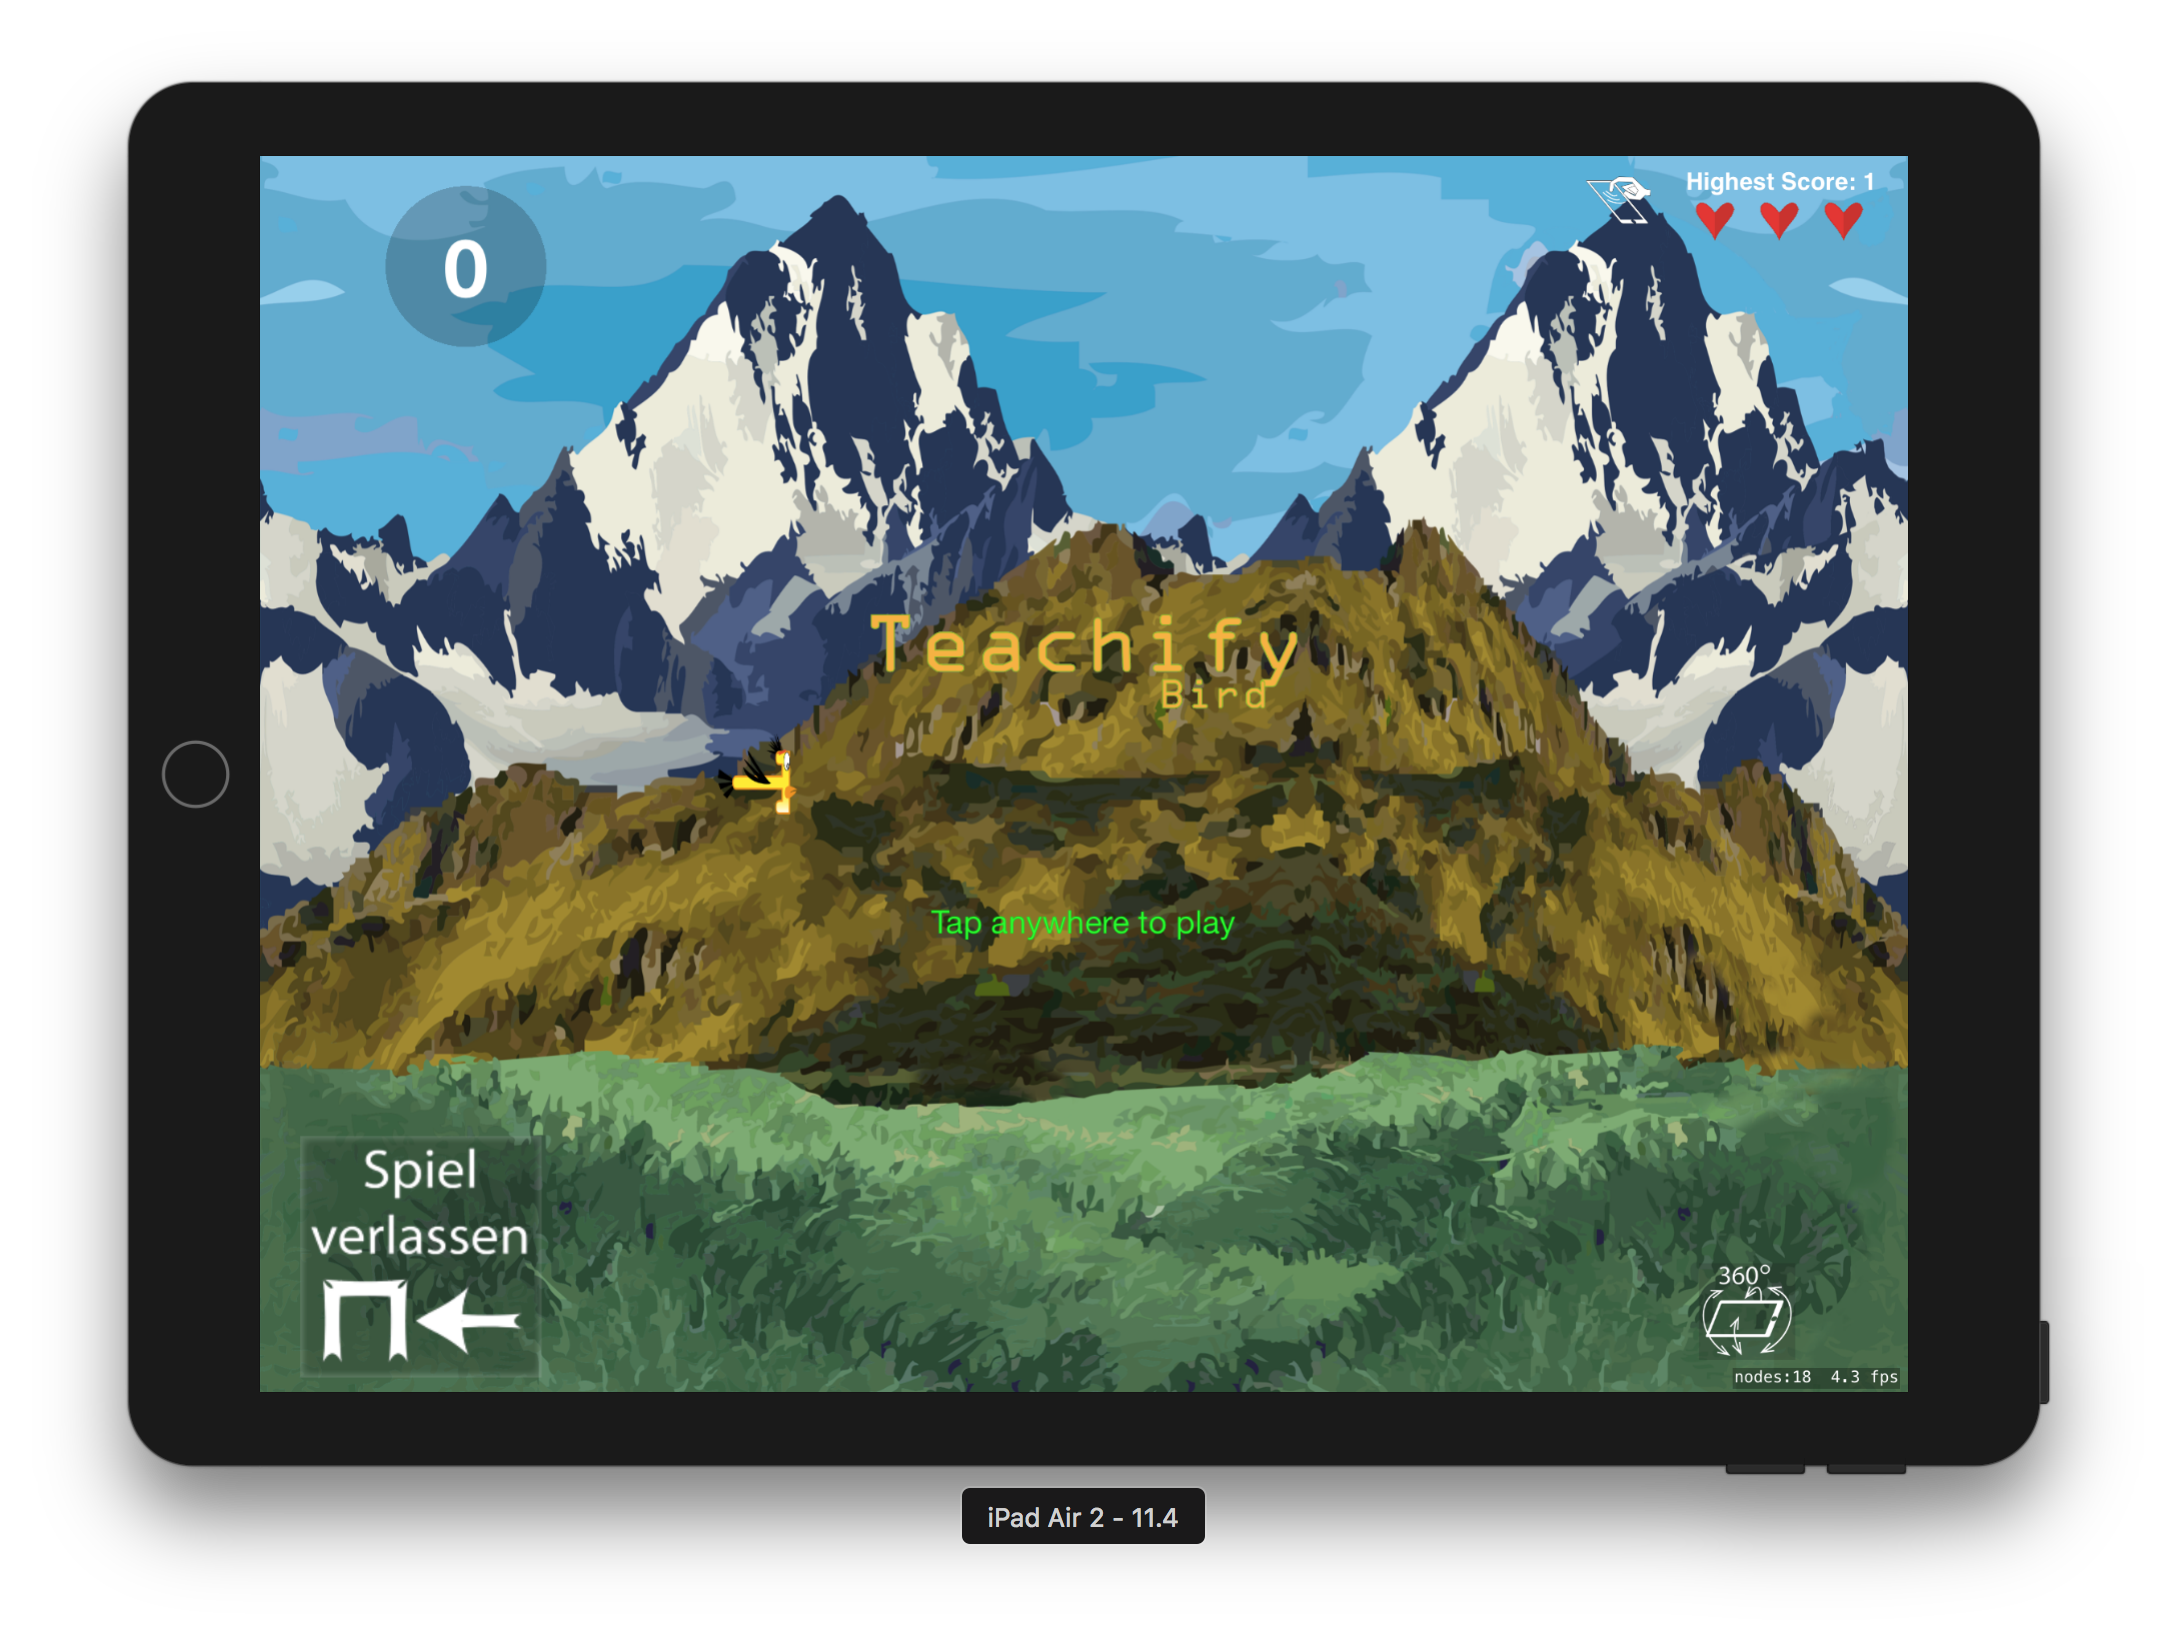 0
Highest Score: 1
Teachify
Bird
Tap anywhere to play
Spiel
verlassen
360°
nodes:18 4.3 fps
iPad Air 2 - 11.4